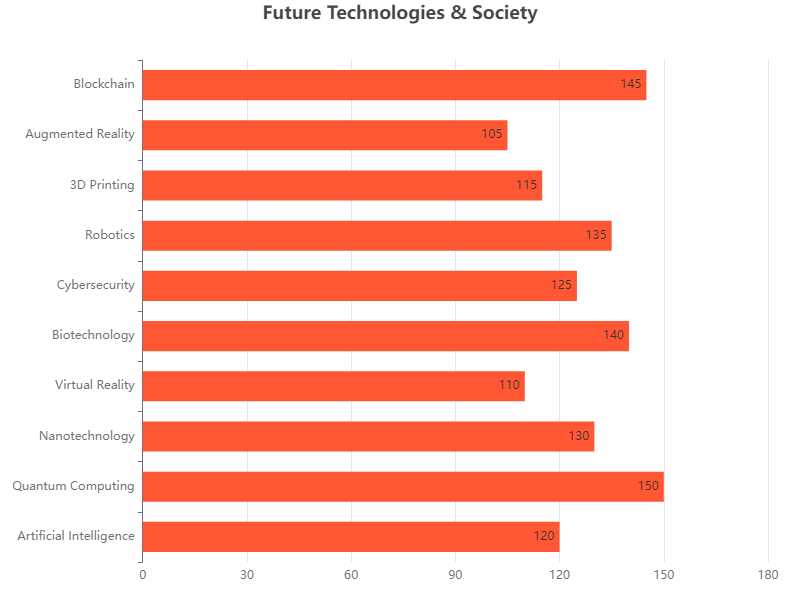 Future Technologies & Society
Blockchain 145
Augmented Reality 105
3D Printing 115
Robotics 135
Cybersecurity 125
Biotechnology 140
Virtual Reality 110
Nanotechnology 130
Quantum Computing 150
Artificial Intelligence 120
0 30 60 90 120 150 180